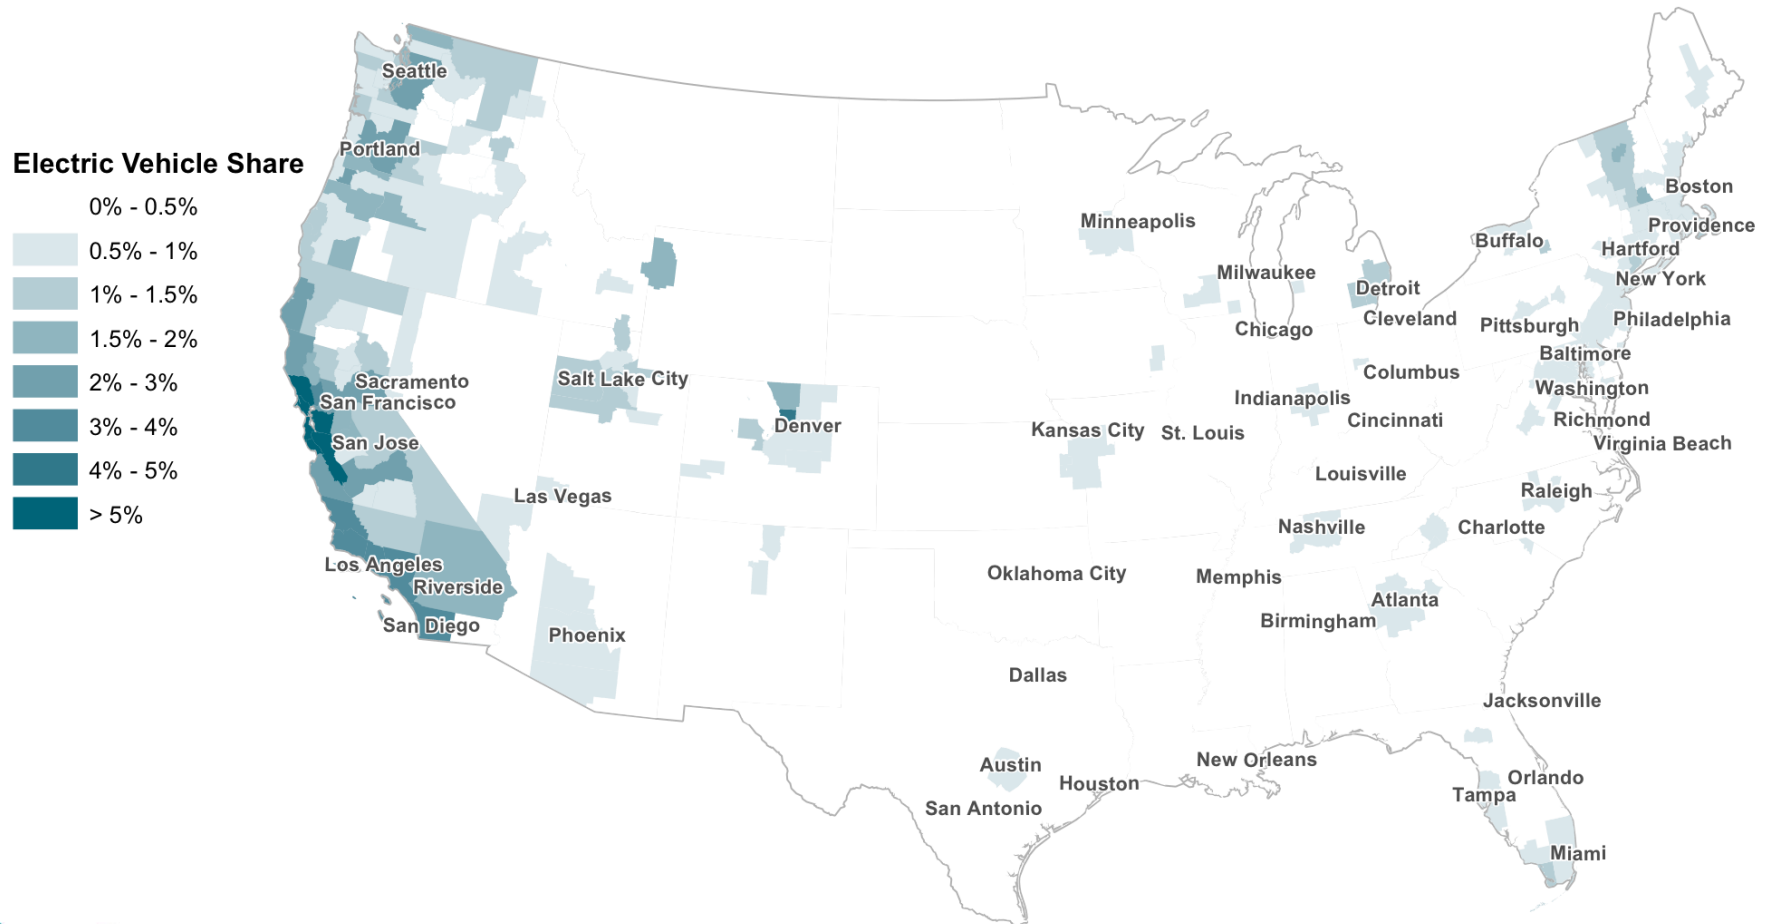 Electric Vehicle Share
0% - 0.5%
0.5% - 1%
1% - 1.5%
1.5% - 2%
2% - 3%
3% - 4%
4% - 5%
> 5%
Seattle
Portland
Sacramento
San Francisco
San Jose
Los Angeles
Riverside
San Diego
Las Vegas
Phoenix
Salt Lake City
Denver
Minneapolis
Milwaukee
Chicago
Detroit
Cleveland
Columbus
Indianapolis
Cincinnati
Kansas City
St. Louis
Louisville
Nashville
Memphis
Oklahoma City
Birmingham
Atlanta
Dallas
Austin
Houston
San Antonio
New Orleans
Jacksonville
Orlando
Tampa
Miami
Charlotte
Raleigh
Virginia Beach
Richmond
Washington
Baltimore
Pittsburgh
Philadelphia
New York
Hartford
Buffalo
Providence
Boston